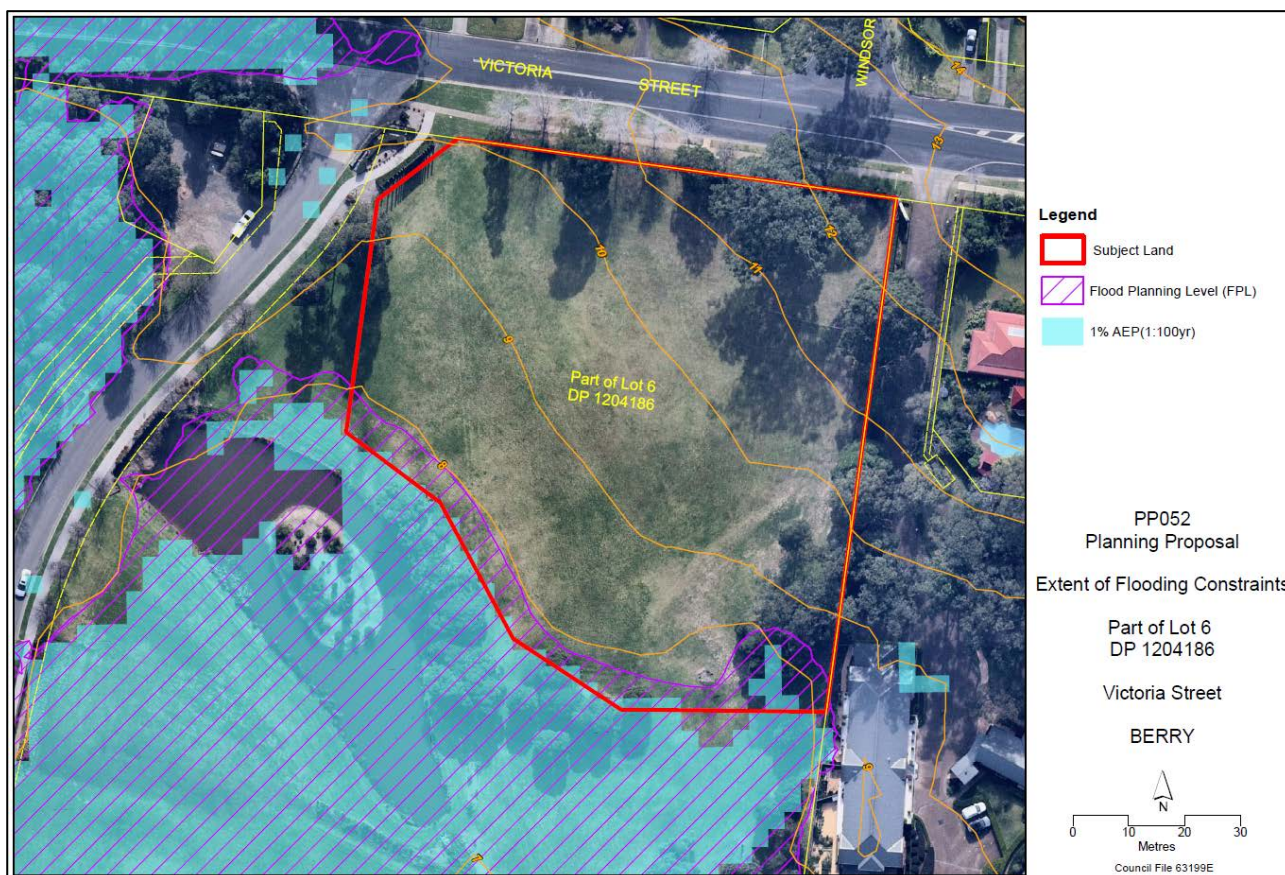 VICTORIA STREET
WINDSOR
14
13
12
11
10
9
8
9
7
Part of Lot 6
DP 1204186
Legend
Subject Land
Flood Planning Level (FPL)
1% AEP(1:100yr)
PP052
Planning Proposal
Extent of Flooding Constraints
Part of Lot 6
DP 1204186
Victoria Street
BERRY
N
0 10 20 30
Metres
Council File 63199E